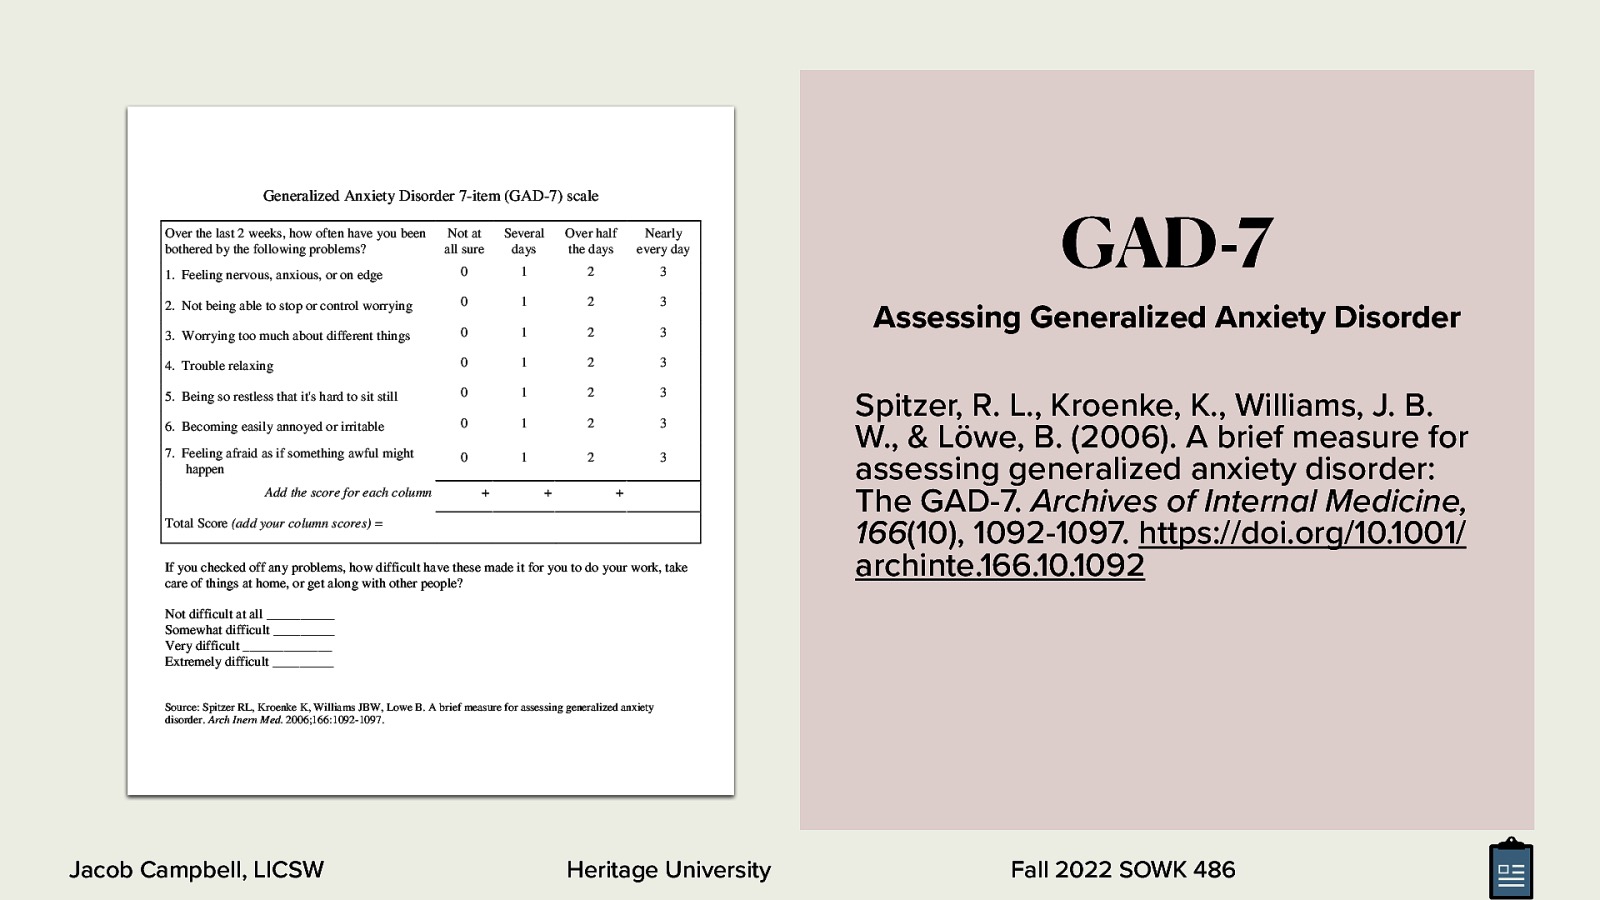 Generalized Anxiety Disorder 7-item (GAD-7) scale
Over the last 2 weeks, how often have you been bothered by the following problems?
Not at all sure
Several days
Over half the days
Nearly every day
1. Feeling nervous, anxious, or on edge 0 1 2 3
2. Not being able to stop or control worrying 0 1 2 3
3. Worrying too much about different things 0 1 2 3
4. Trouble relaxing 0 1 2 3
5. Being so restless that it's hard to sit still 0 1 2 3
6. Becoming easily annoyed or irritable 0 1 2 3
7. Feeling afraid as if something awful might
happen 0 1 2 3
Add the score for each column + + +
Total Score (add your column scores) =
If you checked off any problems, how difficult have these made it for you to do your work, take
care of things at home, or get along with other people?
Not difficult at all __________
Somewhat difficult _________
Very difficult _____________
Extremely difficult _________
Source: Spitzer RL, Kroenke K, Williams JBW, Lowe B. A brief measure for assessing generalized anxiety
disorder. Arch Inern Med. 2006;166:1092-1097.
GAD-7
Assessing Generalized Anxiety Disorder
Spitzer, R. L., Kroenke, K., Williams, J. B.
W., & Löwe, B. (2006). A brief measure for
assessing generalized anxiety disorder:
The GAD-7. Archives of Internal Medicine,
166(10), 1092-1097. https://doi.org/10.1001/
archinte.166.10.1092
Jacob Campbell, LICSW
Heritage University
Fall 2022 SOWK 486